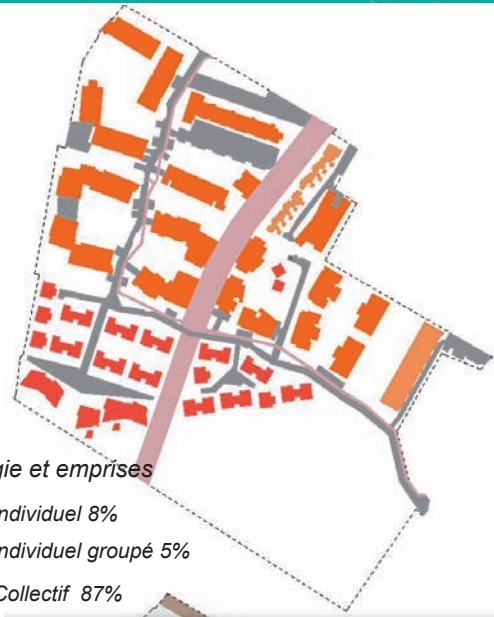 gie et emprises
ndividuel 8%
ndividuel groupé 5%
Collectif 87%